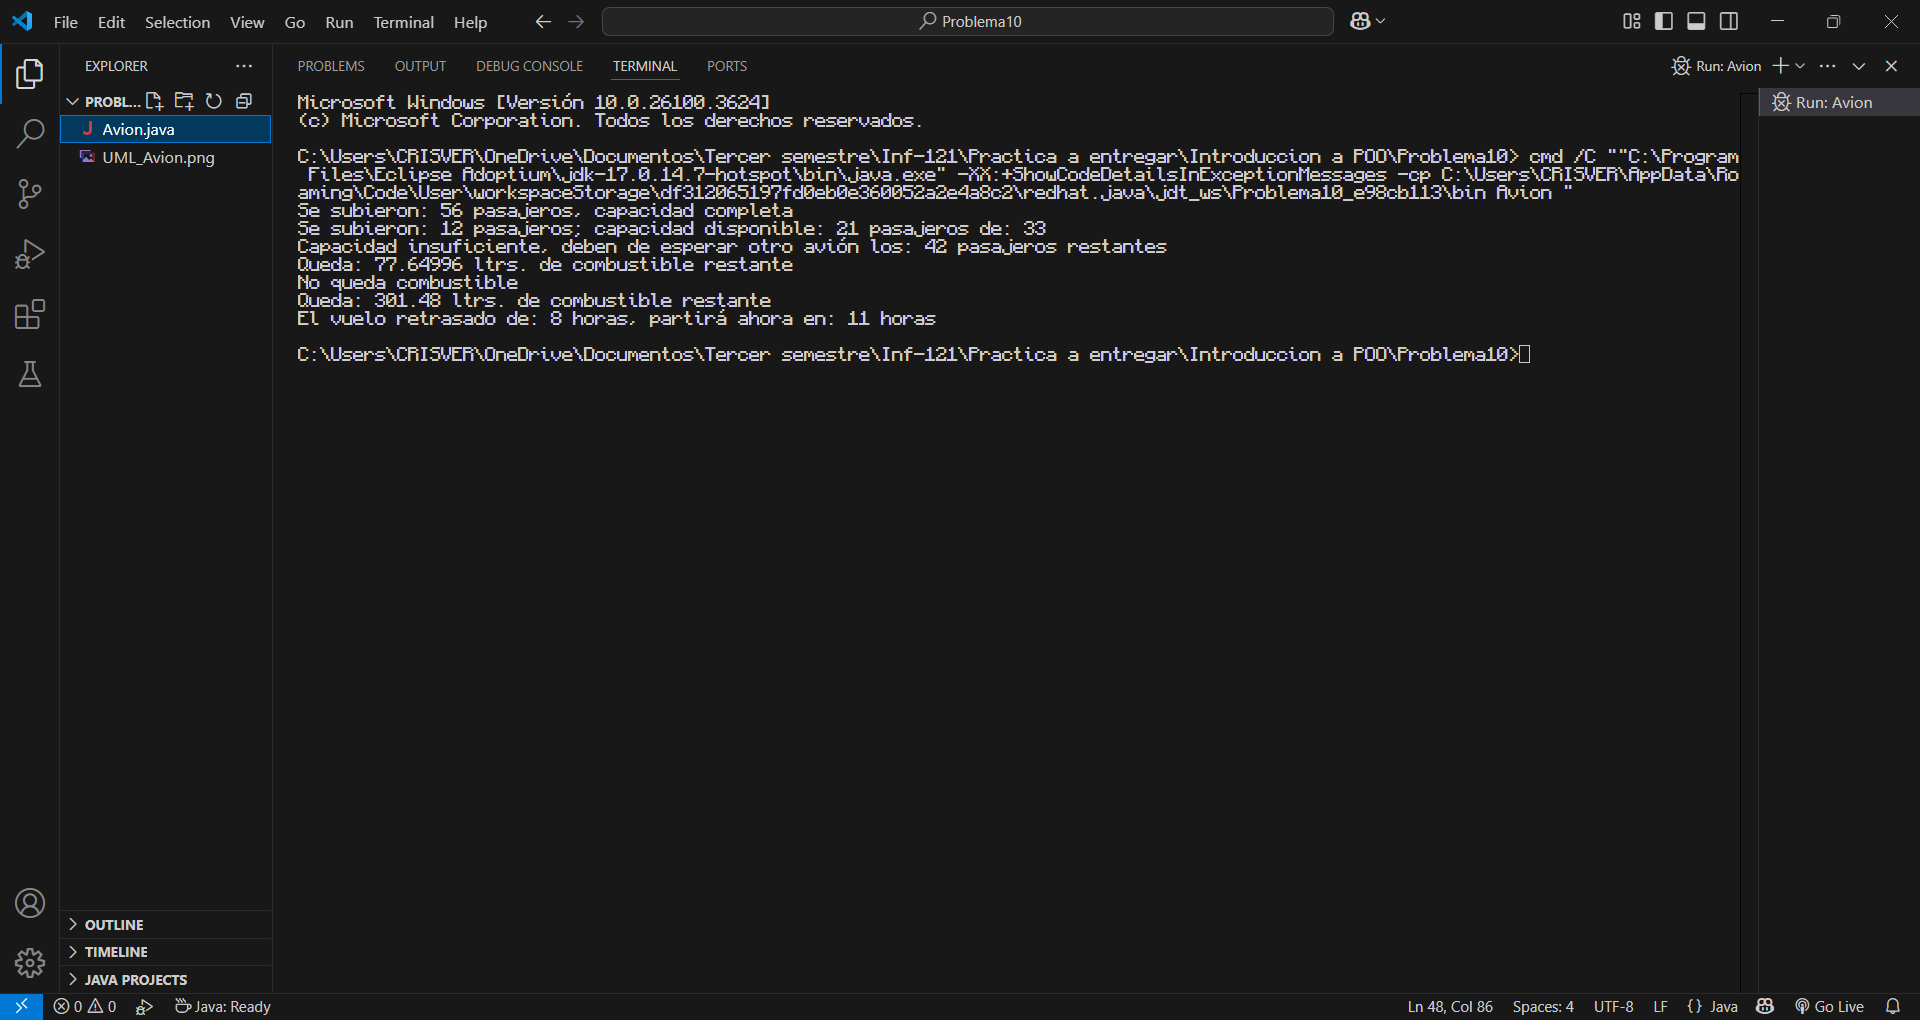 File Edit Selection View Go Run Terminal Help
Problema10
EXPLORER
PROBL...
Avion.java
UML_Avion.png
OUTLINE
TIMELINE
JAVA PROJECTS
PROBLEMS OUTPUT DEBUG CONSOLE TERMINAL PORTS
Run: Avion
Microsoft Windows [Versión 10.0.26100.3624]
(c) Microsoft Corporation. Todos los derechos reservados.
C:\Users\CRISVER\OneDrive\Documentos\Tercer semestre\Inf-121\Practica a entregar\Introduccion a POO\Problema10> cmd /C ""C:\Program
Files\Eclipse Adoptium\jdk-17.0.14.7-hotspot\bin\java.exe" -XX:+ShowCodeDetailsInExceptionMessages -cp C:\Users\CRISVER\AppData\Ro
aming\Code\User\workspaceStorage\df312065197fd0eb0e360052a2e4a8c2\redhat.java\jdt_ws\Problema10_e98cb113\bin Avion "
Se subieron: 56 pasajeros, capacidad completa
Se subieron: 12 pasajeros; capacidad disponible: 21 pasajeros de: 33
Capacidad insuficiente, deben de esperar otro avión los: 42 pasajeros restantes
Queda: 77.64996 ltrs. de combustible restante
No queda combustible
Queda: 301.48 ltrs. de combustible restante
El vuelo retrasado de: 8 horas, partirá ahora en: 11 horas
C:\Users\CRISVER\OneDrive\Documentos\Tercer semestre\Inf-121\Practica a entregar\Introduccion a POO\Problema10>
Run: Avion
0 0 Java: Ready
Ln 48, Col 86 Spaces: 4 UTF-8 LF {} Java Go Live